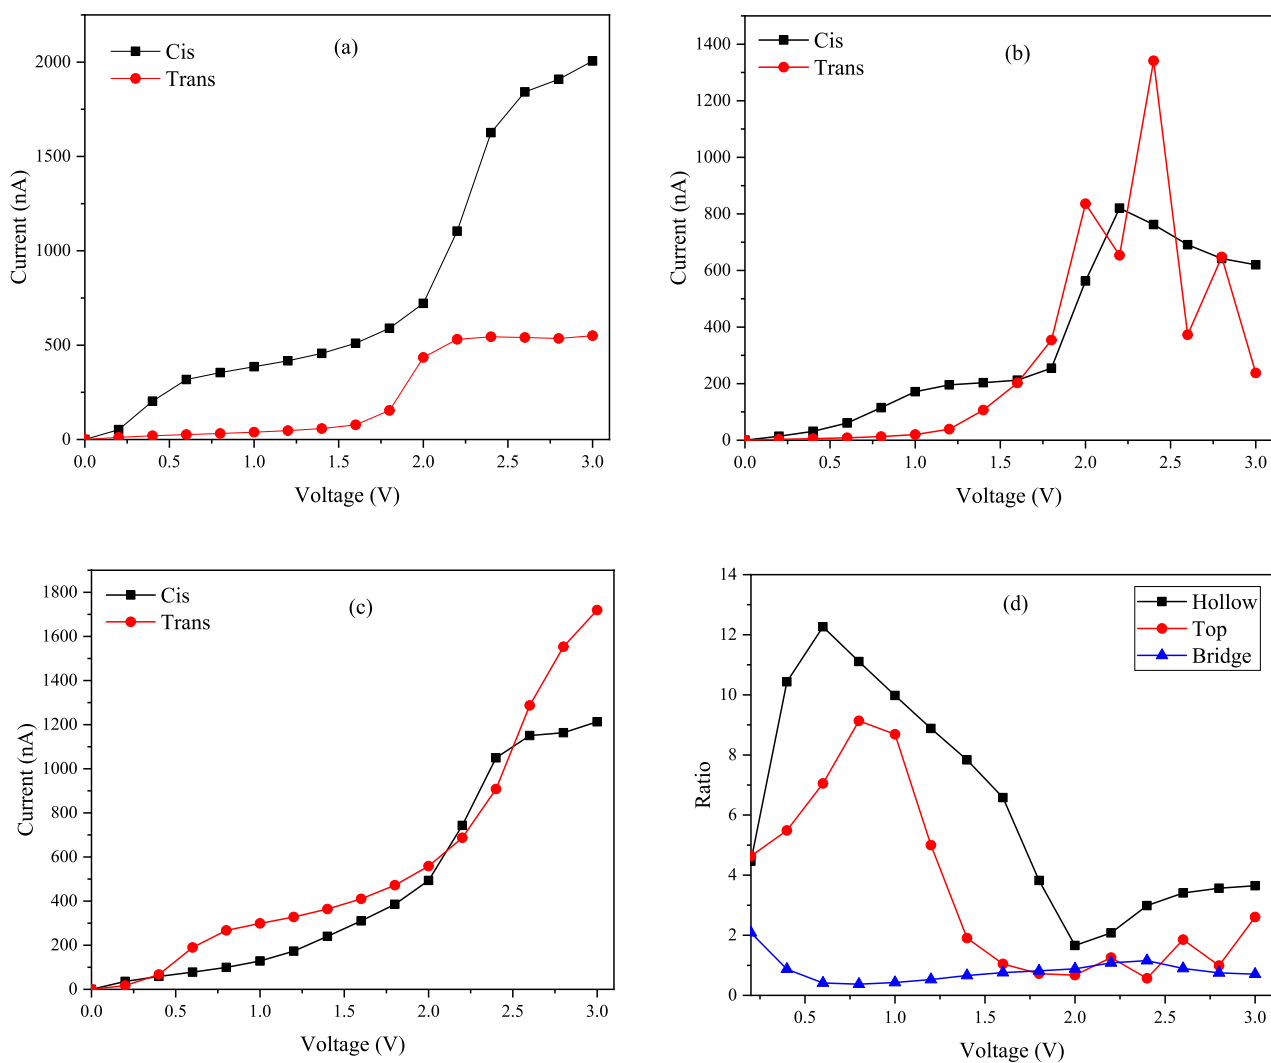 (a)
Cis
Trans
2000
1500
1000
500
0
0.0 0.5 1.0 1.5 2.0 2.5 3.0
Current (nA)
Voltage (V)
(b)
Cis
Trans
1400
1200
1000
800
600
400
200
0
0.0 0.5 1.0 1.5 2.0 2.5 3.0
Current (nA)
Voltage (V)
(c)
Cis
Trans
1800
1600
1400
1200
1000
800
600
400
200
0
0.0 0.5 1.0 1.5 2.0 2.5 3.0
Current (nA)
Voltage (V)
(d)
Hollow
Top
Bridge
14
12
10
8
6
4
2
0
0.5 1.0 1.5 2.0 2.5 3.0
Ratio
Voltage (V)